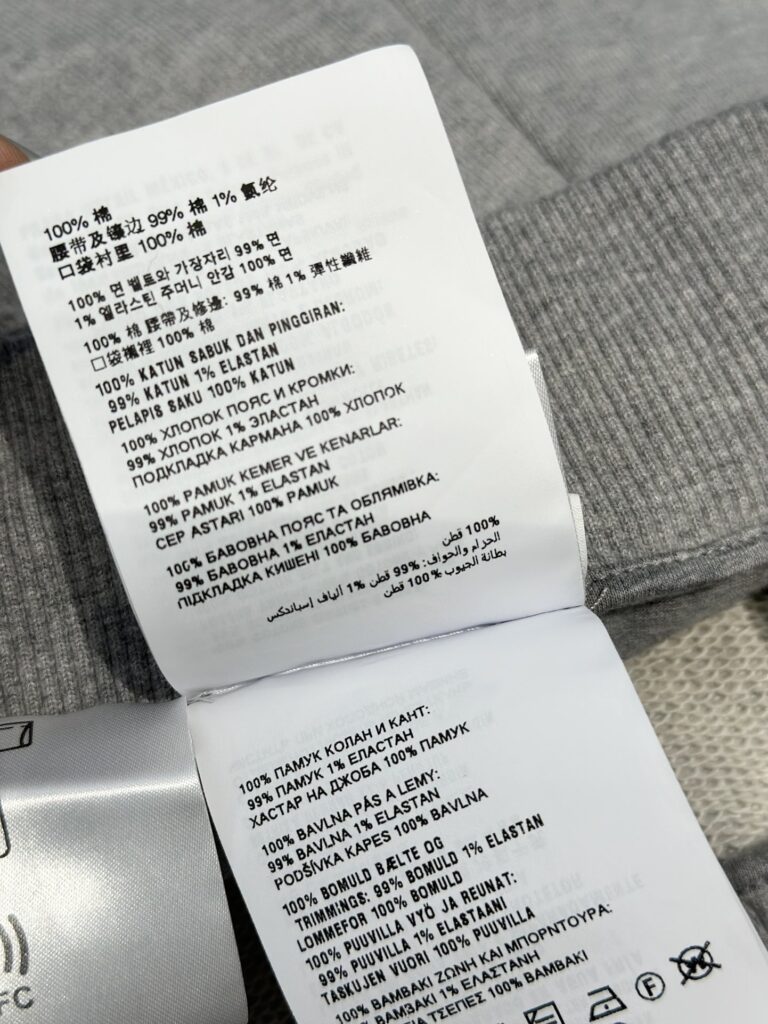 100% 棉
腰带及镶边 99% 棉 1% 氨纶
口袋衬里 100% 棉
100% 면 벨트와 가장자리 99% 면
1% 엘라스틴 주머니 안감 100% 면
100% 棉 腰帶及修邊: 99% 棉 1% 彈性纖維
口袋襯裡 100% 棉
100% KATUN SABUK DAN PINGGIRAN:
99% KATUN 1% ELASTAN
PELAPIS SAKU 100% KATUN
100% ХЛОПОК ПОЯС И КРОМКИ:
99% ХЛОПОК 1% ЭЛАСТАН
ПОДКЛАДКА КАРМАНА 100% ХЛОПОК
100% PAMUK KEMER VE KENARLAR:
99% PAMUK 1% ELASTAN
CEP ASTARI 100% PAMUK
100% БАВОВНА ПОЯС ТА ОБЛЯМІВКА:
99% БАВОВНА 1% ЕЛАСТАН
ПІДКЛАДКА КИШЕНІ 100% БАВОВНА
100% قطن
الحزام والحواف: 99% قطن 1% ألياف إسباندكس
بطانة الجيوب 100% قطن
100% ПАМУК КОЛАН И КАНТ:
99% ПАМУК 1% ЕЛАСТАН
ХАСТАР НА ДЖОБА 100% ПАМУК
100% BAVLNA PÁS A LEMY:
99% BAVLNA 1% ELASTAN
PODŠÍVKA KAPES 100% BAVLNA
100% BOMULD BÆLTE OG
TRIMMINGS: 99% BOMULD 1% ELASTAN
LOMMEFOR 100% BOMULD
100% PUUVILLA VYÖ JA REUNAT:
99% PUUVILLA 1% ELASTAANI
TASKUJEN VUORI 100% PUUVILLA
100% ΒΑΜΒΑΚΙ ΖΩΝΗ ΚΑΙ ΜΠΟΡΝΤΟΥΡΑ:
ΒΑΜΒΑΚΙ 1% ΕΛΑΣΤΑΝΗ
ΤΣΕΠΕΣ 100% ΒΑΜΒΑΚΙ
F